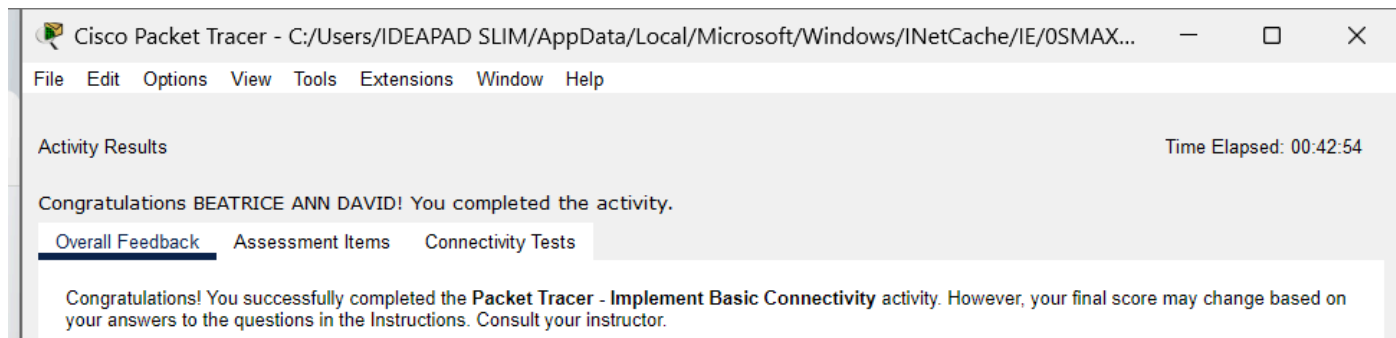 Cisco Packet Tracer - C:/Users/IDEAPAD SLIM/AppData/Local/Microsoft/Windows/INetCache/IE/0SMAX...
File Edit Options View Tools Extensions Window Help
Activity Results Time Elapsed: 00:42:54
Congratulations BEATRICE ANN DAVID! You completed the activity.
Overall Feedback Assessment Items Connectivity Tests
Congratulations! You successfully completed the Packet Tracer - Implement Basic Connectivity activity. However, your final score may change based on
your answers to the questions in the Instructions. Consult your instructor.